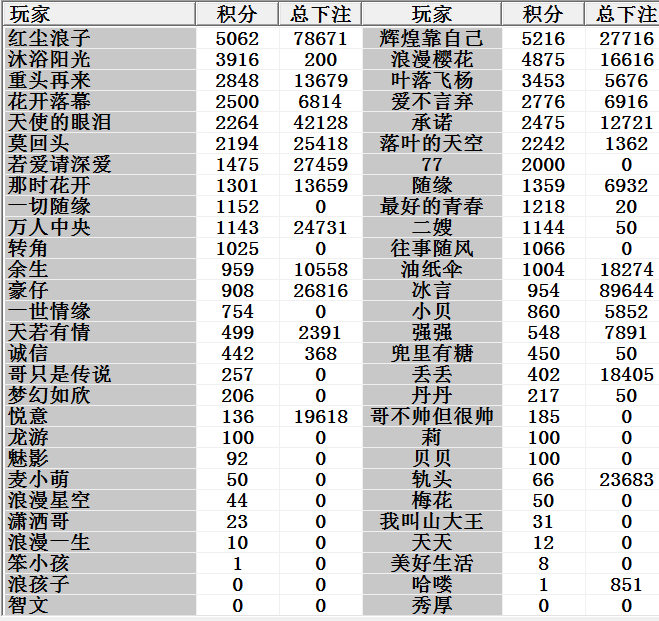 玩家 积分 总下注 玩家 积分 总下注
红尘浪子 5062 78671 辉煌靠自己 5216 27716
沐浴阳光 3916 200 浪漫樱花 4875 16616
重头再来 2848 13679 叶落飞杨 3453 5676
花开落幕 2500 6814 爱不言弃 2776 6916
天使的眼泪 2264 42128 承诺 2475 12721
莫回头 2194 25418 落叶的天空 2242 1362
若爱请深爱 1475 27459 77 2000 0
那时花开 1301 13659 随缘 1359 6932
一切随缘 1152 0 最好的青春 1218 20
万人中央 1143 24731 二嫂 1144 50
转角 1025 0 往事随风 1066 0
余生 959 10558 油纸伞 1004 18274
豪仔 908 26816 冰言 954 89644
一世情缘 754 0 小贝 860 5852
天若有情 499 2391 强强 548 7891
诚信 442 368 兜里有糖 450 50
哥只是传说 257 0 丢丢 402 18405
梦幻如欣 206 0 丹丹 217 50
悦意 136 19618 哥不帅但很帅 185 0
龙游 100 0 莉 100 0
魅影 92 0 贝贝 100 0
麦小萌 50 0 轨头 66 23683
浪漫星空 44 0 梅花 50 0
潇洒哥 23 0 我叫山大王 31 0
浪漫一生 10 0 天天 12 0
笨小孩 1 0 美好生活 8 0
浪孩子 0 0 哈喽 1 851
智文 0 0 秀厚 0 0